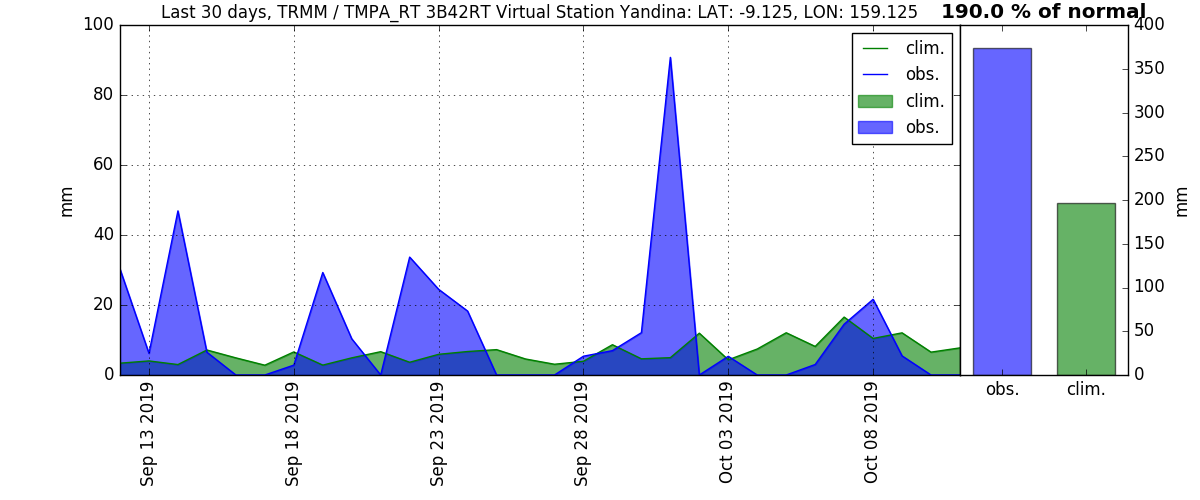 Last 30 days, TRMM / TMPA_RT 3B42RT Virtual Station Yandina: LAT: -9.125, LON: 159.125
190.0 % of normal
100
80
60
40
20
0
mm
clim.
obs.
clim.
obs.
Sep 13 2019
Sep 18 2019
Sep 23 2019
Sep 28 2019
Oct 03 2019
Oct 08 2019
400
350
300
250
200
150
100
50
0
mm
obs.
clim.